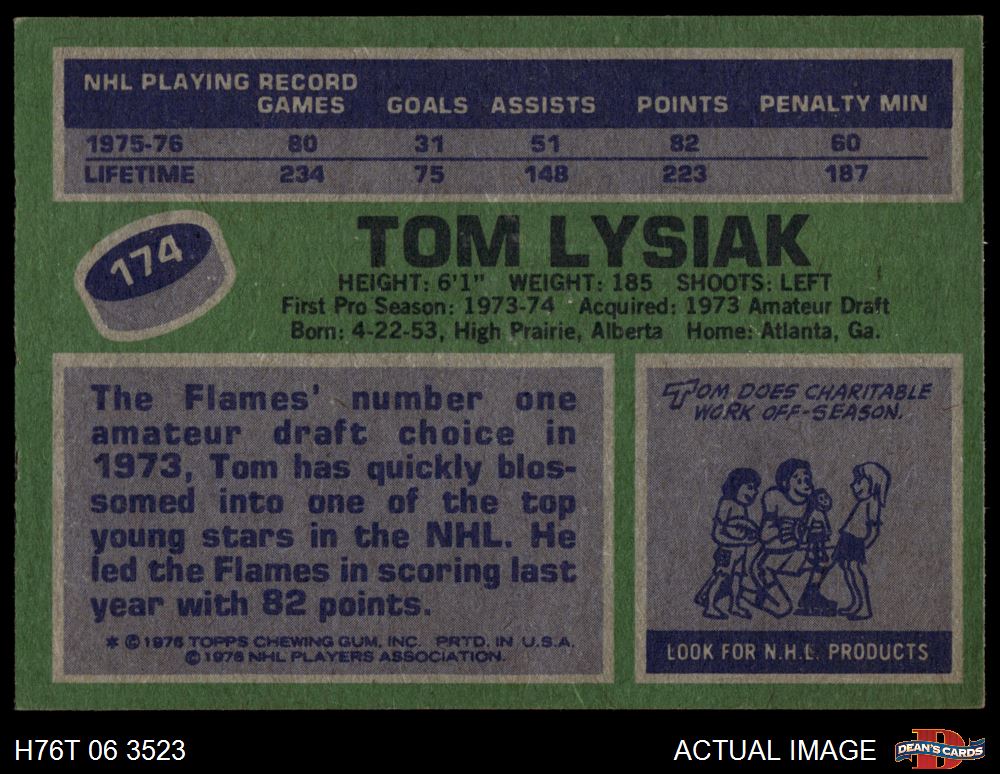 NHL PLAYING RECORD
GAMES GOALS ASSISTS POINTS PENALTY MIN
1975-76 80 31 51 82 60
LIFETIME 234 75 148 223 187
174
TOM LYSIAK
HEIGHT: 6'1" WEIGHT: 185 SHOOTS: LEFT
First Pro Season: 1973-74 Acquired: 1973 Amateur Draft
Born: 4-22-53, High Prairie, Alberta Home: Atlanta, Ga.
The Flames' number one
amateur draft choice in
1973, Tom has quickly blos-
somed into one of the top
young stars in the NHL. He
led the Flames in scoring last
year with 82 points.
* © 1976 TOPPS CHEWING GUM, INC. PRTD. IN U.S.A.
© 1976 NHL PLAYERS ASSOCIATION.
TOM DOES CHARITABLE
WORK OFF-SEASON.
LOOK FOR N.H.L. PRODUCTS
H76T 06 3523 ACTUAL IMAGE D DEAN'S CARDS